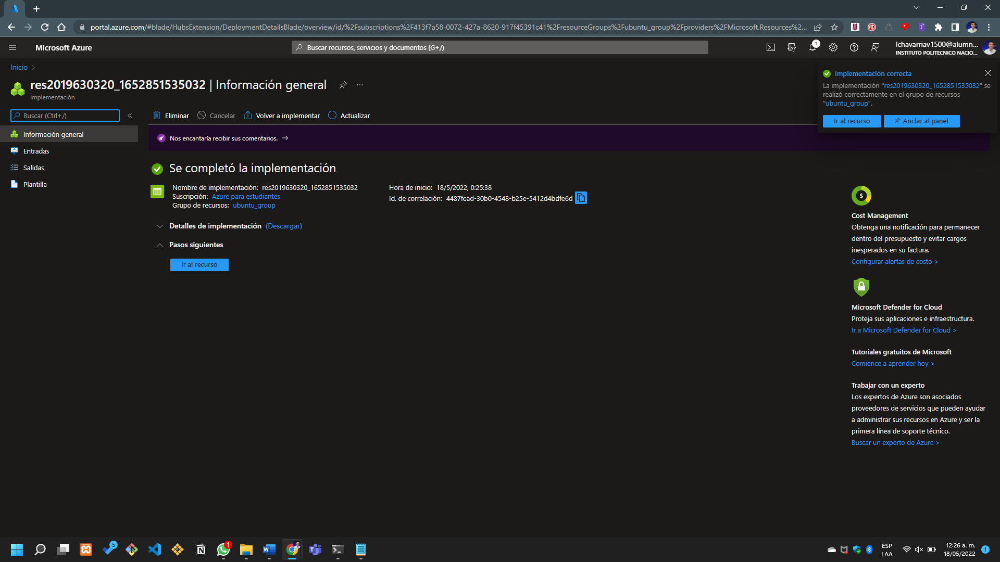 portal.azure.com/#blade/HubsExtension/DeploymentDetailsBlade/overview/id/%2Fsubscriptions%2F413f7a58-0072-427a-8620-917f45391c41%2FresourceGroups%2Fubuntu_group%2Fproviders%2FMicrosoft.Resources%2...
Microsoft Azure
Buscar recursos, servicios y documentos (G+/)
1
lchavarriav1500@alumn...
INSTITUTO POLITECNICO NACIO...
Inicio
res2019630320_1652851535032 | Información general
Implementación
Implementación correcta
La implementación "res2019630320_1652851535032" se
realizó correctamente en el grupo de recursos
"ubuntu_group".
Ir al recurso
Anclar al panel
Buscar (Ctrl+/)
Eliminar
Cancelar
Volver a implementar
Actualizar
Información general
Entradas
Salidas
Plantilla
Nos encantaría recibir sus comentarios.
Se completó la implementación
Nombre de implementación: res2019630320_1652851535032
Suscripción: Azure para estudiantes
Grupo de recursos: ubuntu_group
Hora de inicio: 18/5/2022, 0:25:38
Id. de correlación: 4487fead-30b0-4548-b25e-5412d4bdfe6d
Detalles de implementación (Descargar)
Pasos siguientes
Ir al recurso
Cost Management
Obtenga una notificación para permanecer
dentro del presupuesto y evitar cargos
inesperados en su factura.
Configurar alertas de costo >
Microsoft Defender for Cloud
Proteja sus aplicaciones e infraestructura.
Ir a Microsoft Defender for Cloud >
Tutoriales gratuitos de Microsoft
Comience a aprender hoy >
Trabajar con un experto
Los expertos de Azure son asociados
proveedores de servicios que pueden ayudar
a administrar sus recursos en Azure y ser la
primera línea de soporte técnico.
Buscar un experto de Azure >
5
1
ESP
LAA
12:26 a. m.
18/05/2022
1